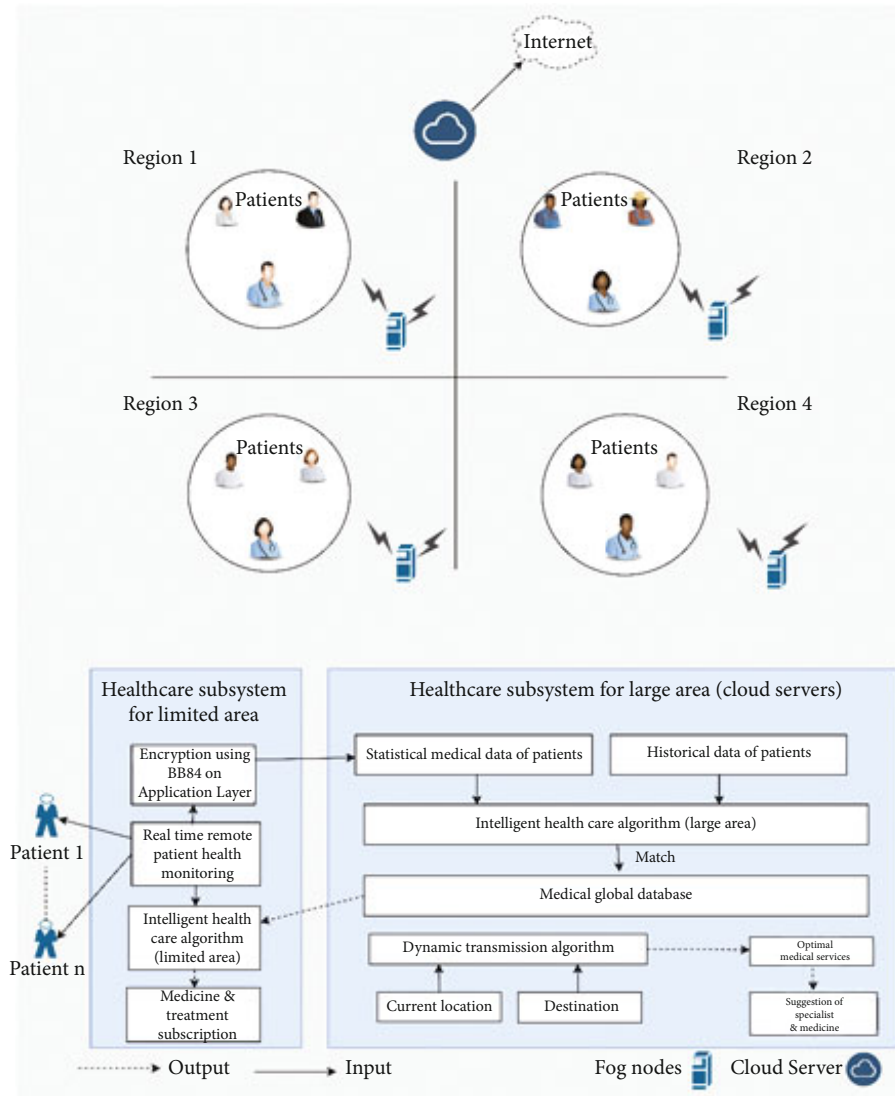 Internet
Region 1
Region 2
Patients
Patients
Region 3
Region 4
Patients
Patients
Healthcare subsystem
for limited area
Healthcare subsystem for large area (cloud servers)
Encryption using
BB84 on
Application Layer
Statistical medical data of patients
Historical data of patients
Patient 1
Real time remote
patient health
monitoring
Intelligent health care algorithm (large area)
Match
Medical global database
Patient n
Intelligent health
care algorithm
(limited area)
Dynamic transmission algorithm
Optimal
medical services
Medicine &
treatment
subscription
Current location
Destination
Suggestion of
specialist
& medicine
Output
Input
Fog nodes
Cloud Server